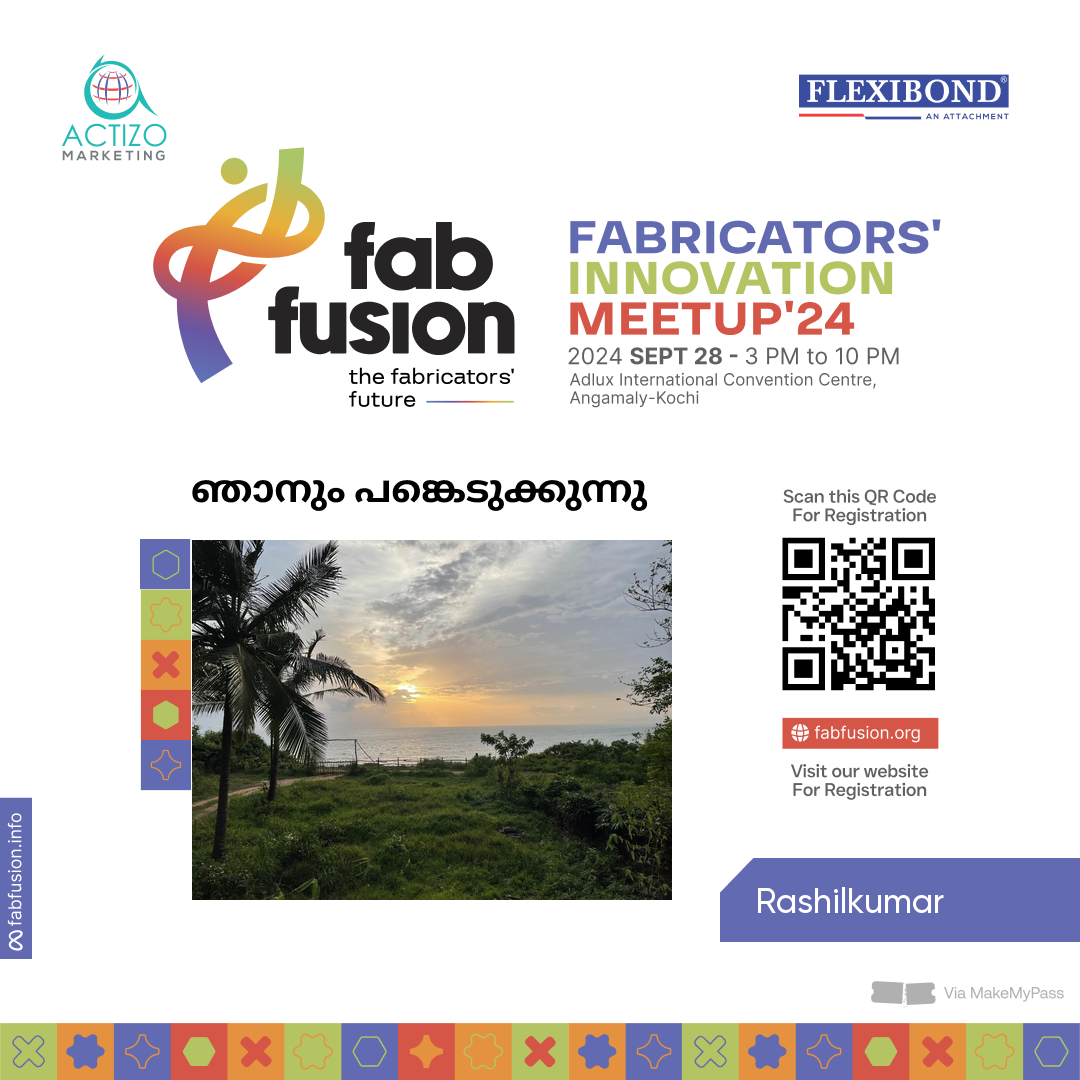 ACTIZO
MARKETING
FLEXIBOND®
AN ATTACHMENT
fab
fusion
the fabricators'
future
FABRICATORS'
INNOVATION
MEETUP'24
2024 SEPT 28 - 3 PM to 10 PM
Adlux International Convention Centre,
Angamaly-Kochi
ഞാനും പങ്കെടുക്കുന്നു
Scan this QR Code
For Registration
fabfusion.org
Visit our website
For Registration
fabfusion.info
Rashilkumar
Via MakeMyPass